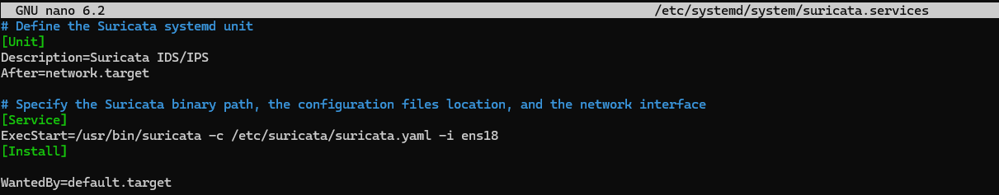 GNU nano 6.2 /etc/systemd/system/suricata.services
# Define the Suricata systemd unit
[Unit]
Description=Suricata IDS/IPS
After=network.target
# Specify the Suricata binary path, the configuration files location, and the network interface
[Service]
ExecStart=/usr/bin/suricata -c /etc/suricata/suricata.yaml -i ens18
[Install]
WantedBy=default.target